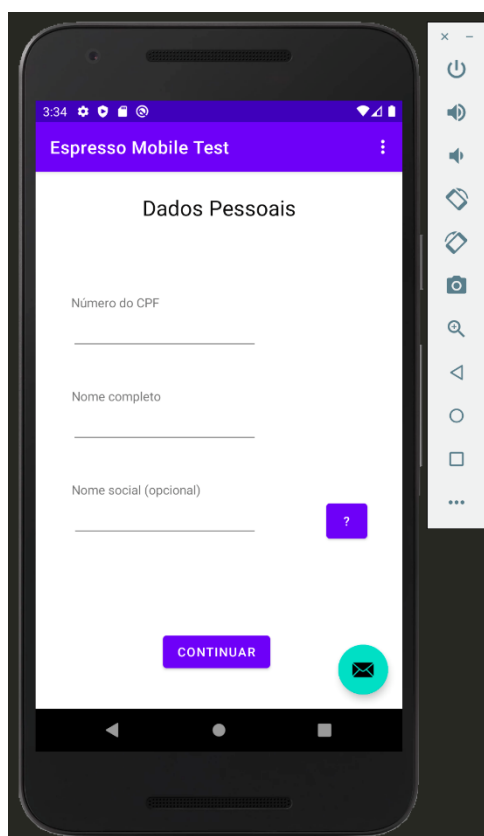 3:34
Espresso Mobile Test
Dados Pessoais
Número do CPF
Nome completo
Nome social (opcional)
?
CONTINUAR